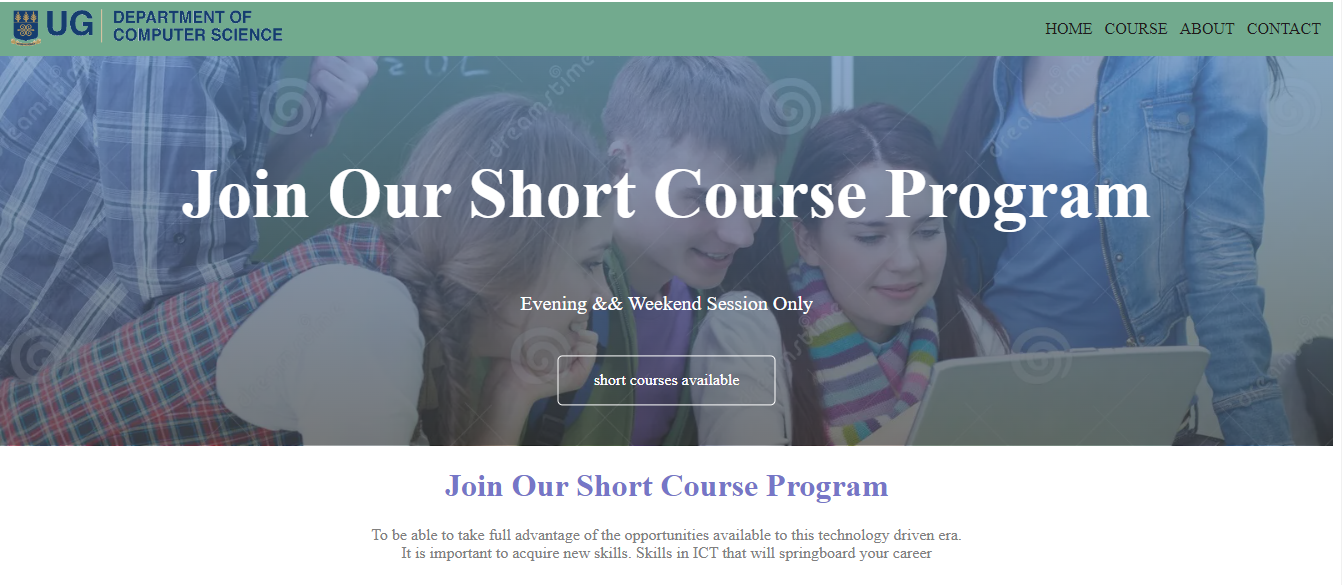 UG
DEPARTMENT OF
COMPUTER SCIENCE
HOME COURSE ABOUT CONTACT
dreamstime
dreamstime
dreamstime
Join Our Short Course Program
Evening && Weekend Session Only
short courses available
Join Our Short Course Program
To be able to take full advantage of the opportunities available to this technology driven era.
It is important to acquire new skills. Skills in ICT that will springboard your career